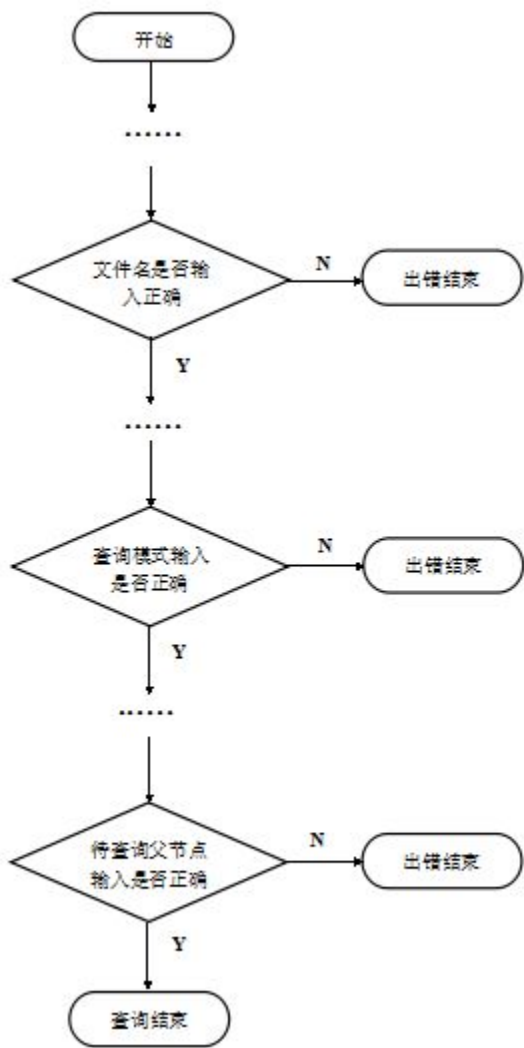 开始
......
文件名是否输
入正确
N
出错结束
Y
......
查询模式输入
是否正确
N
出错结束
Y
......
待查询父节点
输入是否正确
N
出错结束
Y
查询结束